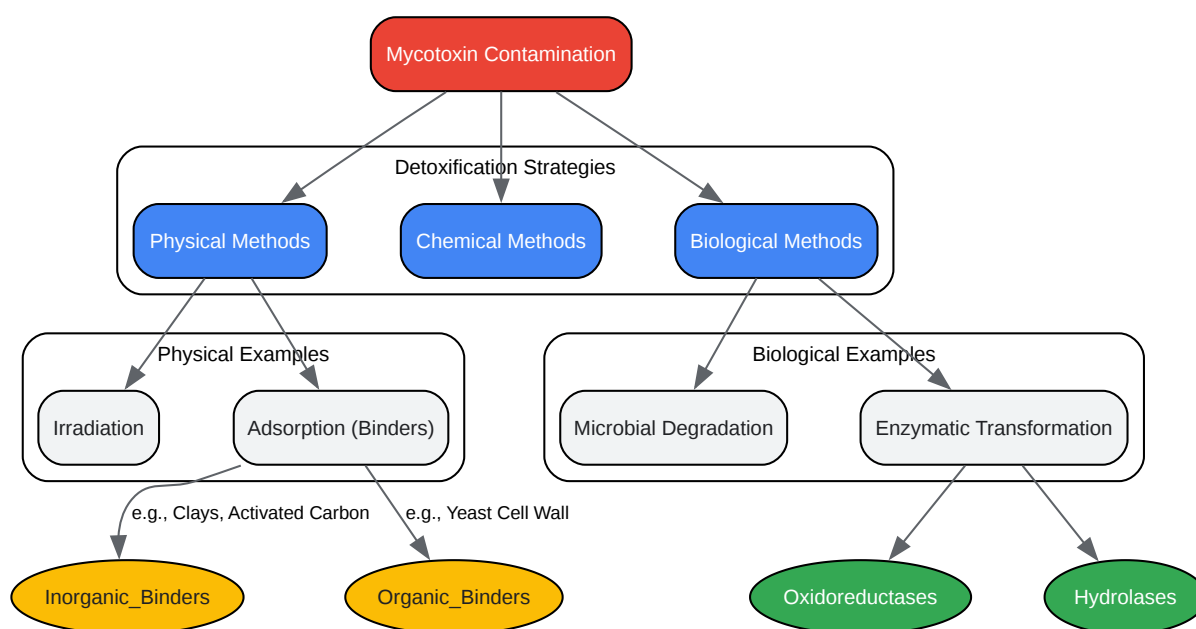 Mycotoxin Contamination
Detoxification Strategies
Physical Methods
Chemical Methods
Biological Methods
Physical Examples
Biological Examples
Irradiation
Adsorption (Binders)
Microbial Degradation
Enzymatic Transformation
e.g., Clays, Activated Carbon
e.g., Yeast Cell Wall
Inorganic_Binders
Organic_Binders
Oxidoreductases
Hydrolases